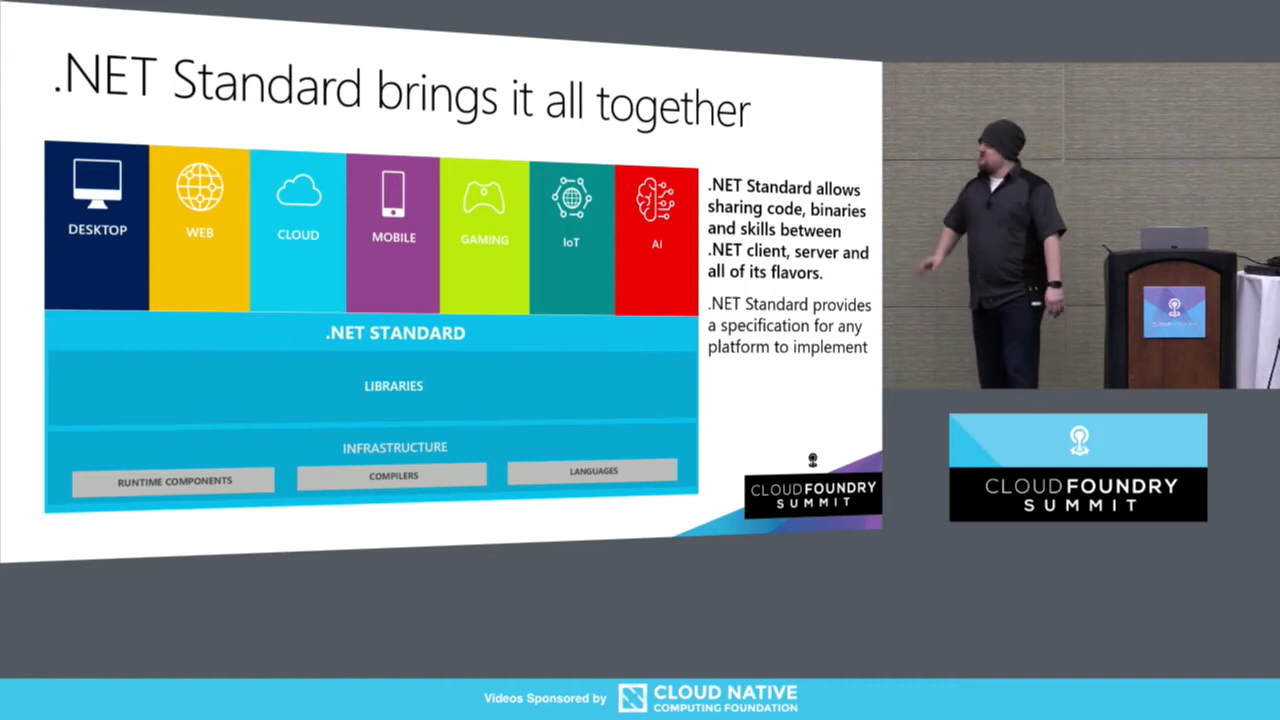 .NET Standard brings it all together
DESKTOP
WEB
CLOUD
MOBILE
GAMING
IoT
AI
.NET STANDARD
LIBRARIES
INFRASTRUCTURE
RUNTIME COMPONENTS
COMPILERS
LANGUAGES
.NET Standard allows
sharing code, binaries
and skills between
.NET client, server and
all of its flavors.
.NET Standard provides
a specification for any
platform to implement
CLOUDFOUNDRY
SUMMIT
CLOUDFOUNDRY
SUMMIT
Videos Sponsored by
CLOUD NATIVE
COMPUTING FOUNDATION